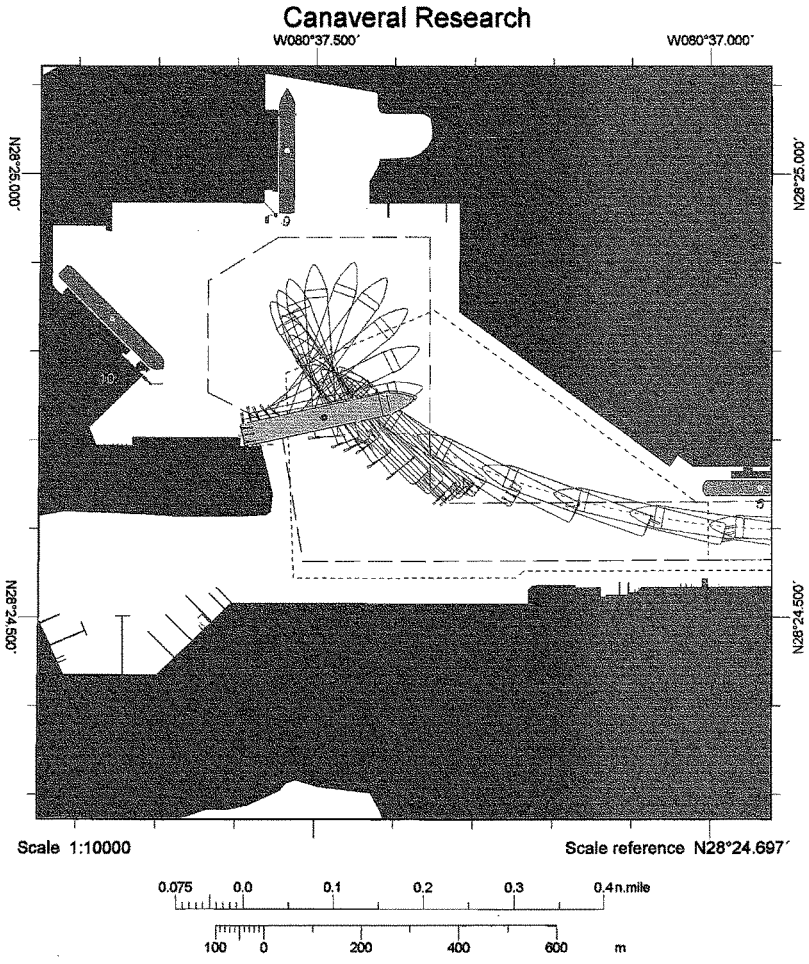 Canaveral Research
W080°37.500´ W080°37.000´
N28°25.000´ N28°25.000´
9
10
5
N28°24.500´ N28°24.500´
Scale 1:10000 Scale reference N28°24.697´
0.075 0.0 0.1 0.2 0.3 0.4n.mile
100 0 200 400 600 m